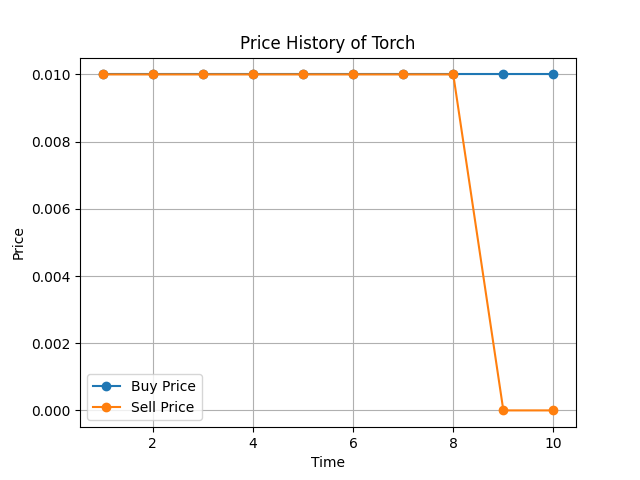 Price History of Torch
0.010
0.008
0.006
0.004
0.002
0.000
Price
Buy Price
Sell Price
2 4 6 8 10
Time